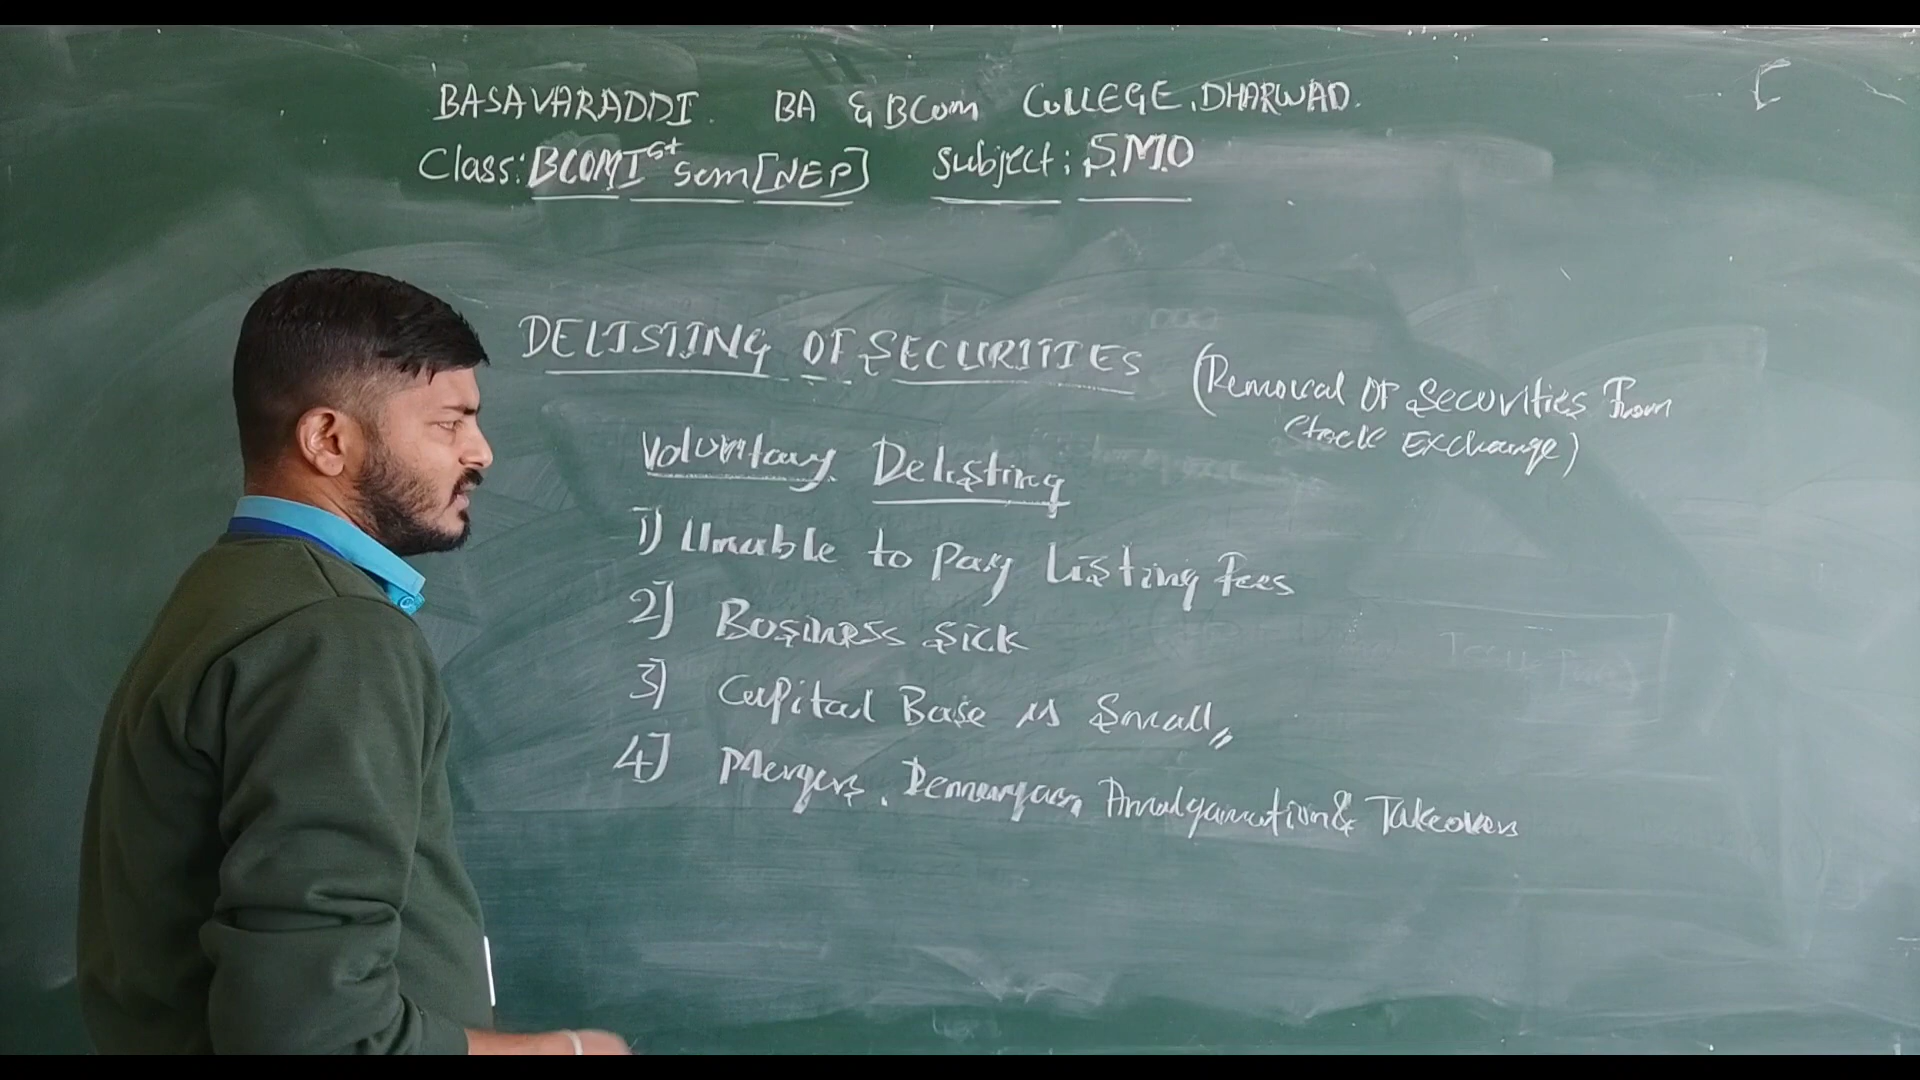 BASAVARADDI. BA & BCom COLLEGE, DHARWAD.
Class: BCOM I st Sem [NEP] Subject: S.M.O
DELISTING OF SECURITIES (Removal OF Securities From
Stock Exchange)
Voluntary Delisting
1) Unable to pay Listing Fees
2) Business Sick
3) Capital Base is Small,,
4) Mergers, Demergers, Amalgamation & Takeovers